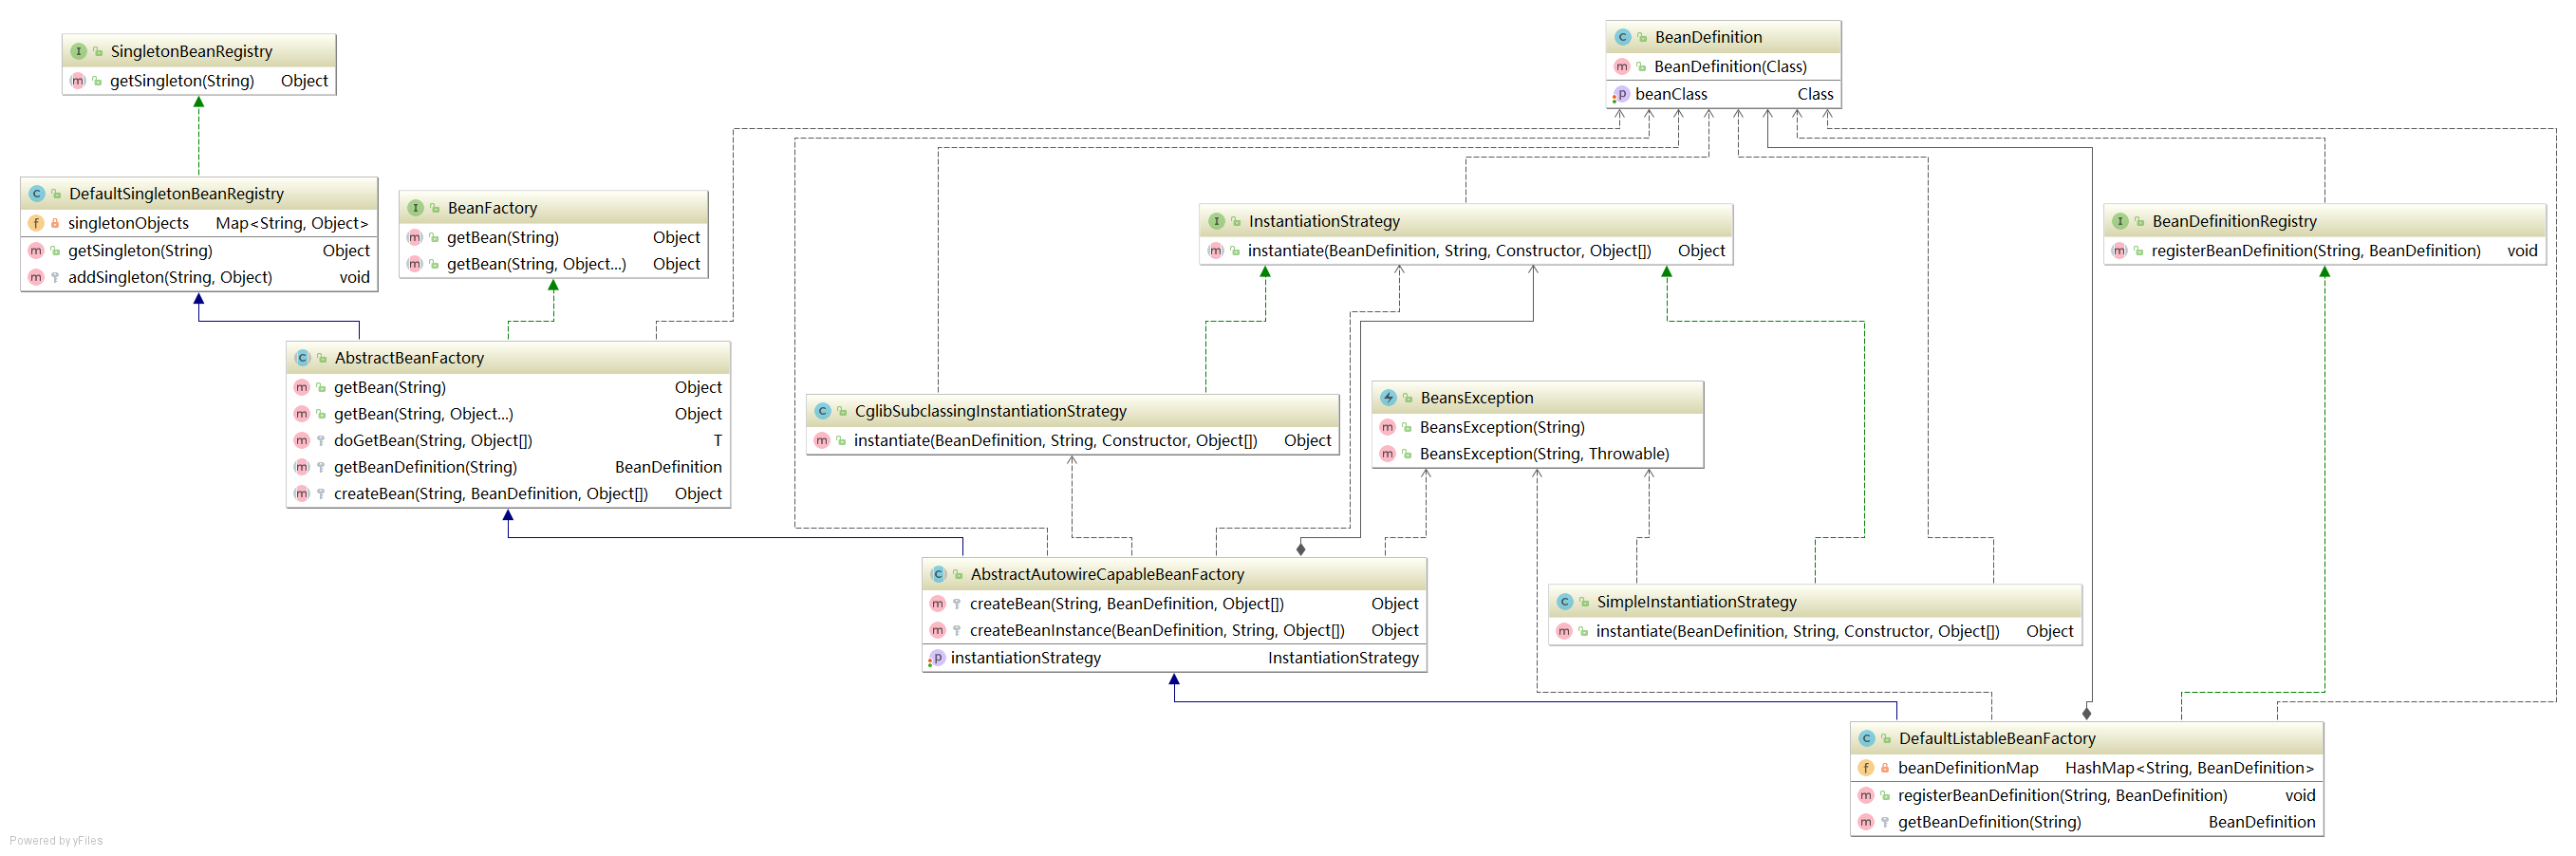 SingletonBeanRegistry
getSingleton(String) Object
BeanDefinition
BeanDefinition(Class)
beanClass Class
DefaultSingletonBeanRegistry
singletonObjects Map<String, Object>
getSingleton(String) Object
addSingleton(String, Object) void
BeanFactory
getBean(String) Object
getBean(String, Object...) Object
InstantiationStrategy
instantiate(BeanDefinition, String, Constructor, Object[]) Object
BeanDefinitionRegistry
registerBeanDefinition(String, BeanDefinition) void
AbstractBeanFactory
getBean(String) Object
getBean(String, Object...) Object
doGetBean(String, Object[]) T
getBeanDefinition(String) BeanDefinition
createBean(String, BeanDefinition, Object[]) Object
CglibSubclassingInstantiationStrategy
instantiate(BeanDefinition, String, Constructor, Object[]) Object
BeansException
BeansException(String)
BeansException(String, Throwable)
AbstractAutowireCapableBeanFactory
createBean(String, BeanDefinition, Object[]) Object
createBeanInstance(BeanDefinition, String, Object[]) Object
instantiationStrategy InstantiationStrategy
SimpleInstantiationStrategy
instantiate(BeanDefinition, String, Constructor, Object[]) Object
DefaultListableBeanFactory
beanDefinitionMap HashMap<String, BeanDefinition>
registerBeanDefinition(String, BeanDefinition) void
getBeanDefinition(String) BeanDefinition
Powered by yFiles